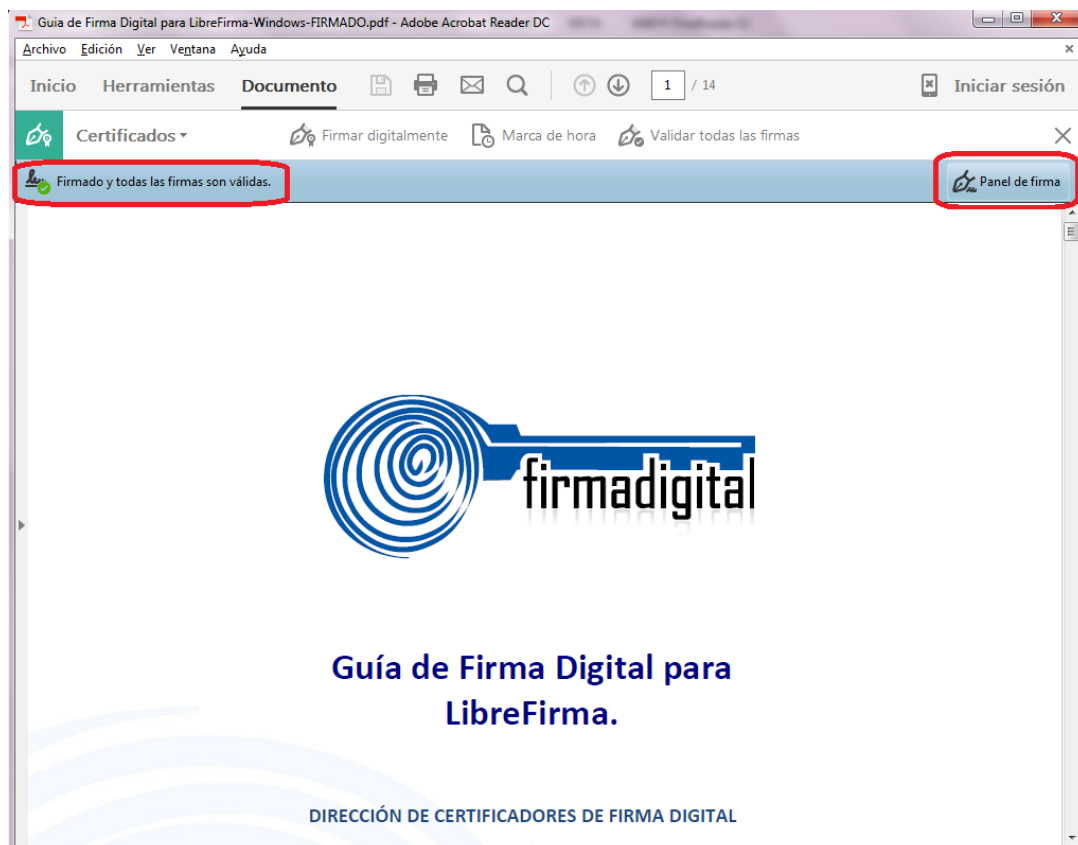 Guia de Firma Digital para LibreFirma-Windows-FIRMADO.pdf - Adobe Acrobat Reader DC
Archivo Edición Ver Ventana Ayuda
Inicio Herramientas Documento 1 / 14 Iniciar sesión
Certificados Firmar digitalmente Marca de hora Validar todas las firmas
Firmado y todas las firmas son válidas. Panel de firma
firmadigital
Guía de Firma Digital para
LibreFirma.
DIRECCIÓN DE CERTIFICADORES DE FIRMA DIGITAL